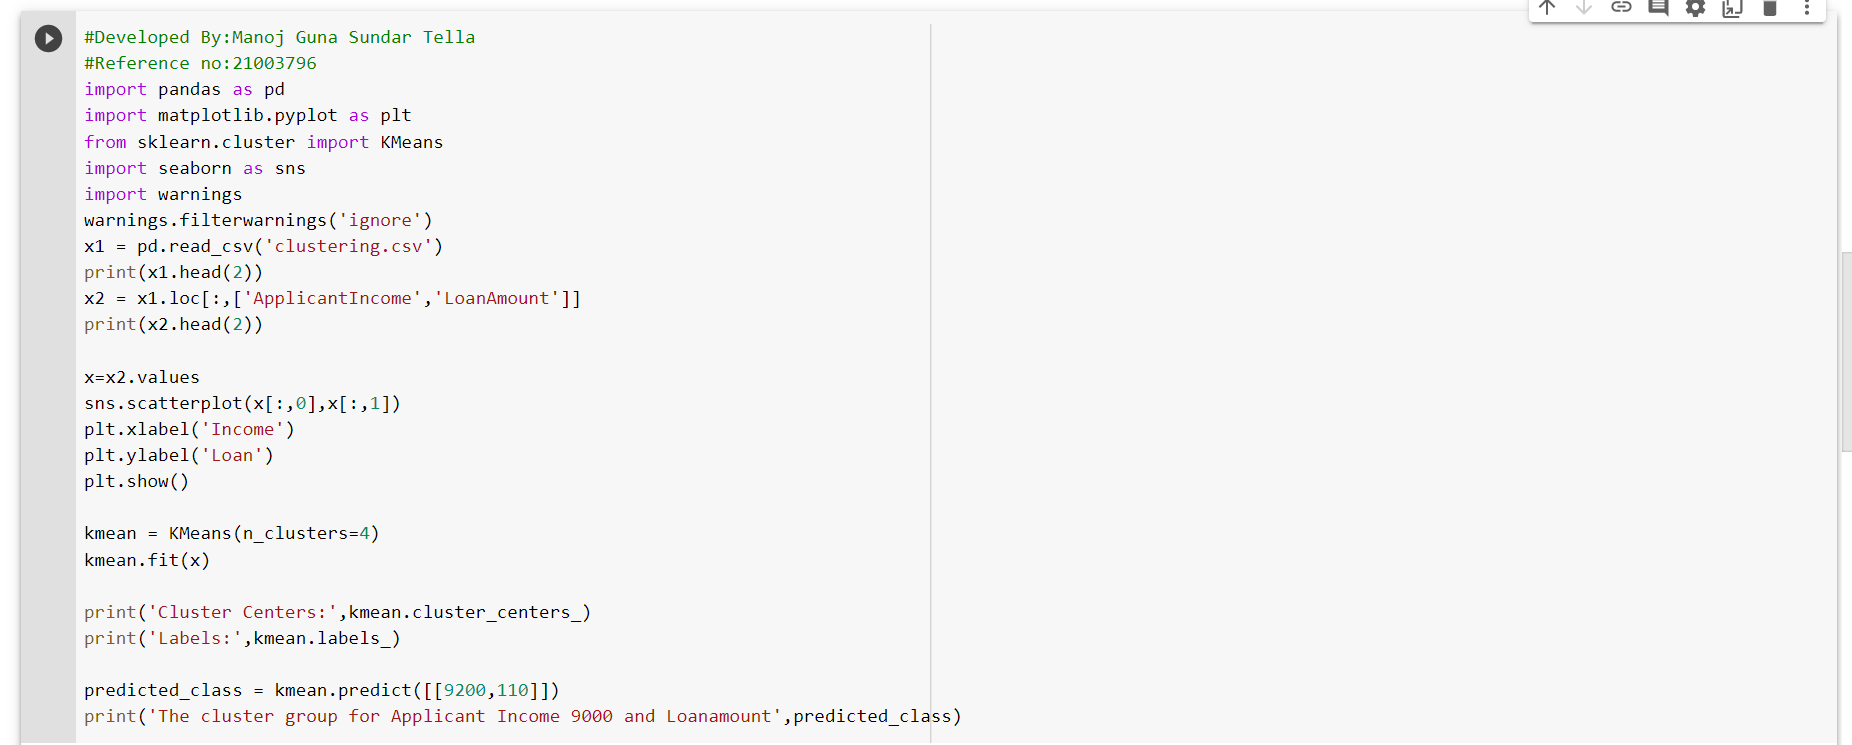 #Developed By:Manoj Guna Sundar Tella
#Reference no:21003796
import pandas as pd
import matplotlib.pyplot as plt
from sklearn.cluster import KMeans
import seaborn as sns
import warnings
warnings.filterwarnings('ignore')
x1 = pd.read_csv('clustering.csv')
print(x1.head(2))
x2 = x1.loc[:,['ApplicantIncome','LoanAmount']]
print(x2.head(2))

x=x2.values
sns.scatterplot(x[:,0],x[:,1])
plt.xlabel('Income')
plt.ylabel('Loan')
plt.show()

kmean = KMeans(n_clusters=4)
kmean.fit(x)

print('Cluster Centers:',kmean.cluster_centers_)
print('Labels:',kmean.labels_)

predicted_class = kmean.predict([[9200,110]])
print('The cluster group for Applicant Income 9000 and Loanamount',predicted_class)